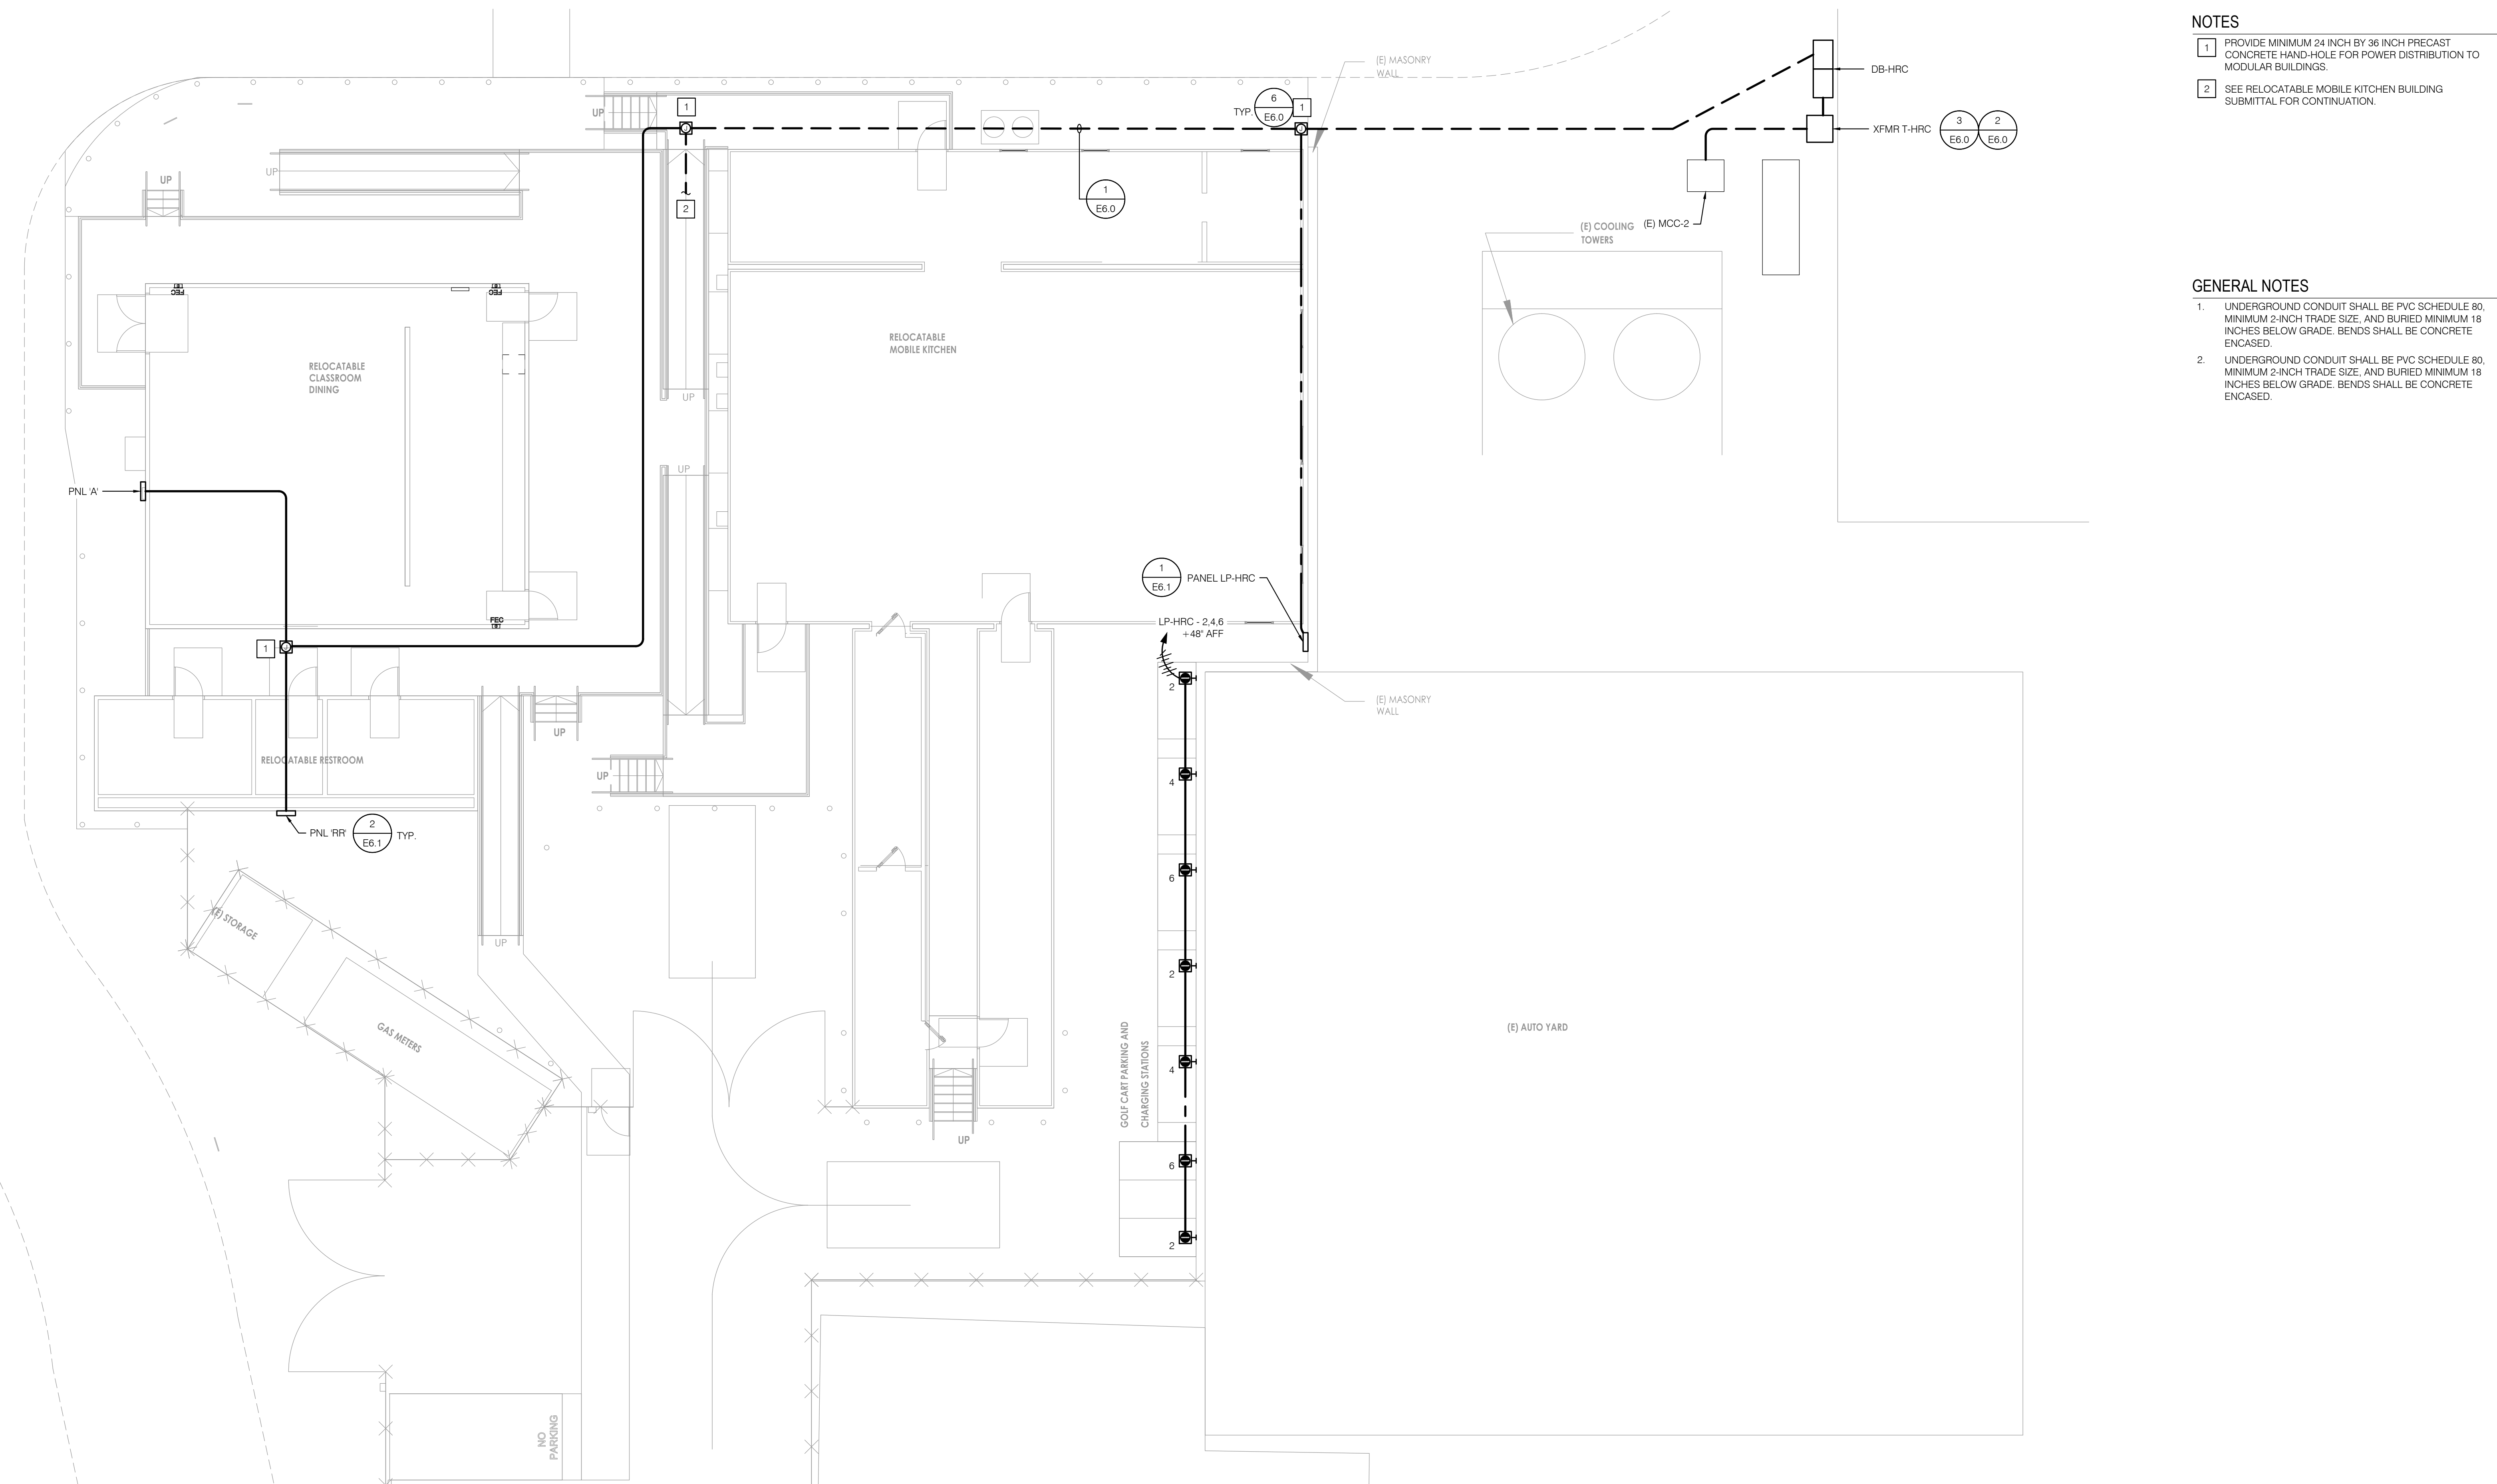 NOTES
1 PROVIDE MINIMUM 24 INCH BY 36 INCH PRECAST
CONCRETE HAND-HOLE FOR POWER DISTRIBUTION TO
MODULAR BUILDINGS.
2 SEE RELOCATABLE MOBILE KITCHEN BUILDING
SUBMITTAL FOR CONTINUATION.
GENERAL NOTES
1. UNDERGROUND CONDUIT SHALL BE PVC SCHEDULE 80,
MINIMUM 2-INCH TRADE SIZE, AND BURIED MINIMUM 18
INCHES BELOW GRADE. BENDS SHALL BE CONCRETE
ENCASED.
2. UNDERGROUND CONDUIT SHALL BE PVC SCHEDULE 80,
MINIMUM 2-INCH TRADE SIZE, AND BURIED MINIMUM 18
INCHES BELOW GRADE. BENDS SHALL BE CONCRETE
ENCASED.
(E) MASONRY
WALL
DB-HRC
XFMR T-HRC
3
E6.0
2
E6.0
(E) MCC-2
(E) COOLING
TOWERS
UP
1
TYP.
6
E6.0
1
1
E6.0
2
UP
UP
FEC
FEC
RELOCATABLE
CLASSROOM
DINING
RELOCATABLE
MOBILE KITCHEN
UP
UP
PNL 'A'
1
E6.1
PANEL LP-HRC
FEC
LP-HRC - 2,4,6
+48" AFF
1
J
J
J
(E) MASONRY
WALL
2
4
6
2
4
6
2
UP
UP
RELOCATABLE RESTROOM
PNL 'RR'
2
E6.1
TYP.
(E) STORAGE
UP
GAS METERS
GOLF CART PARKING AND
CHARGING STATIONS
(E) AUTO YARD
UP
NO
PARKING